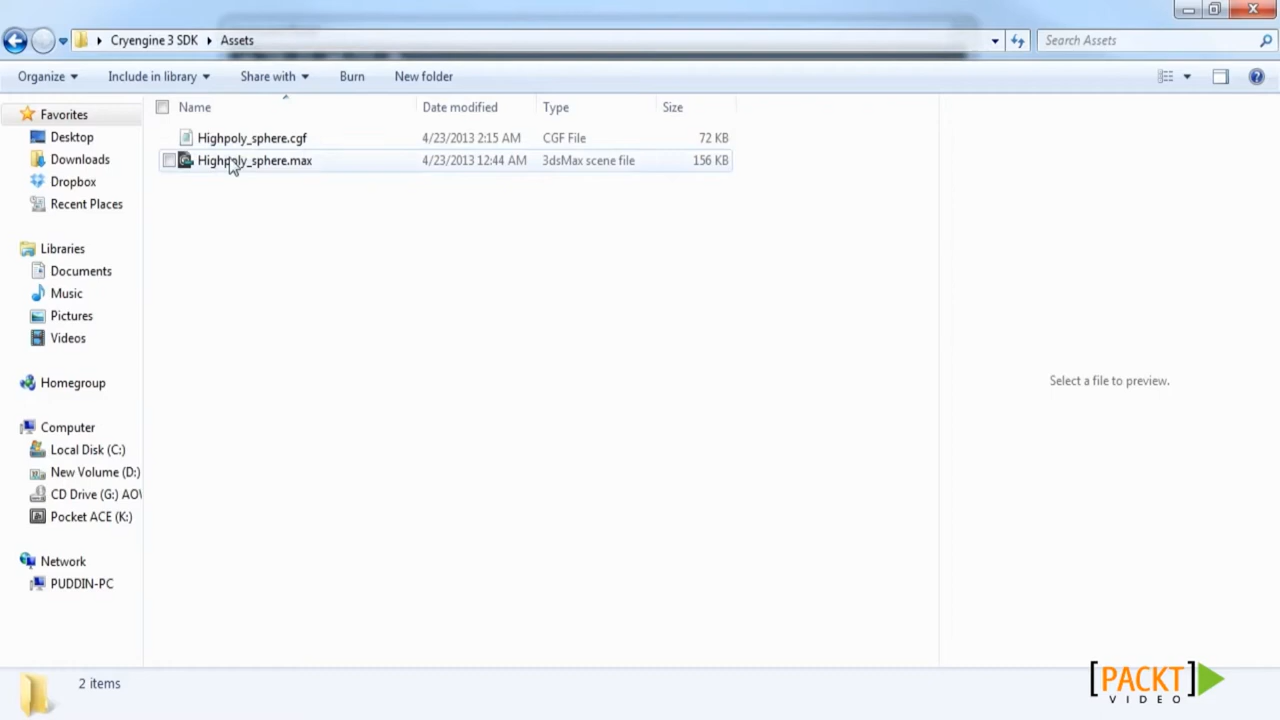 Cryengine 3 SDK Assets Search Assets
Organize Include in library Share with Burn New folder
Name Date modified Type Size
Highpoly_sphere.cgf 4/23/2013 2:15 AM CGF File 72 KB
Highpoly_sphere.max 4/23/2013 12:44 AM 3dsMax scene file 156 KB
Favorites
Desktop
Downloads
Dropbox
Recent Places
Libraries
Documents
Music
Pictures
Videos
Homegroup
Select a file to preview.
Computer
Local Disk (C:)
New Volume (D:)
CD Drive (G:) AOV
Pocket ACE (K:)
Network
PUDDIN-PC
2 items
[PACKT]
VIDEO